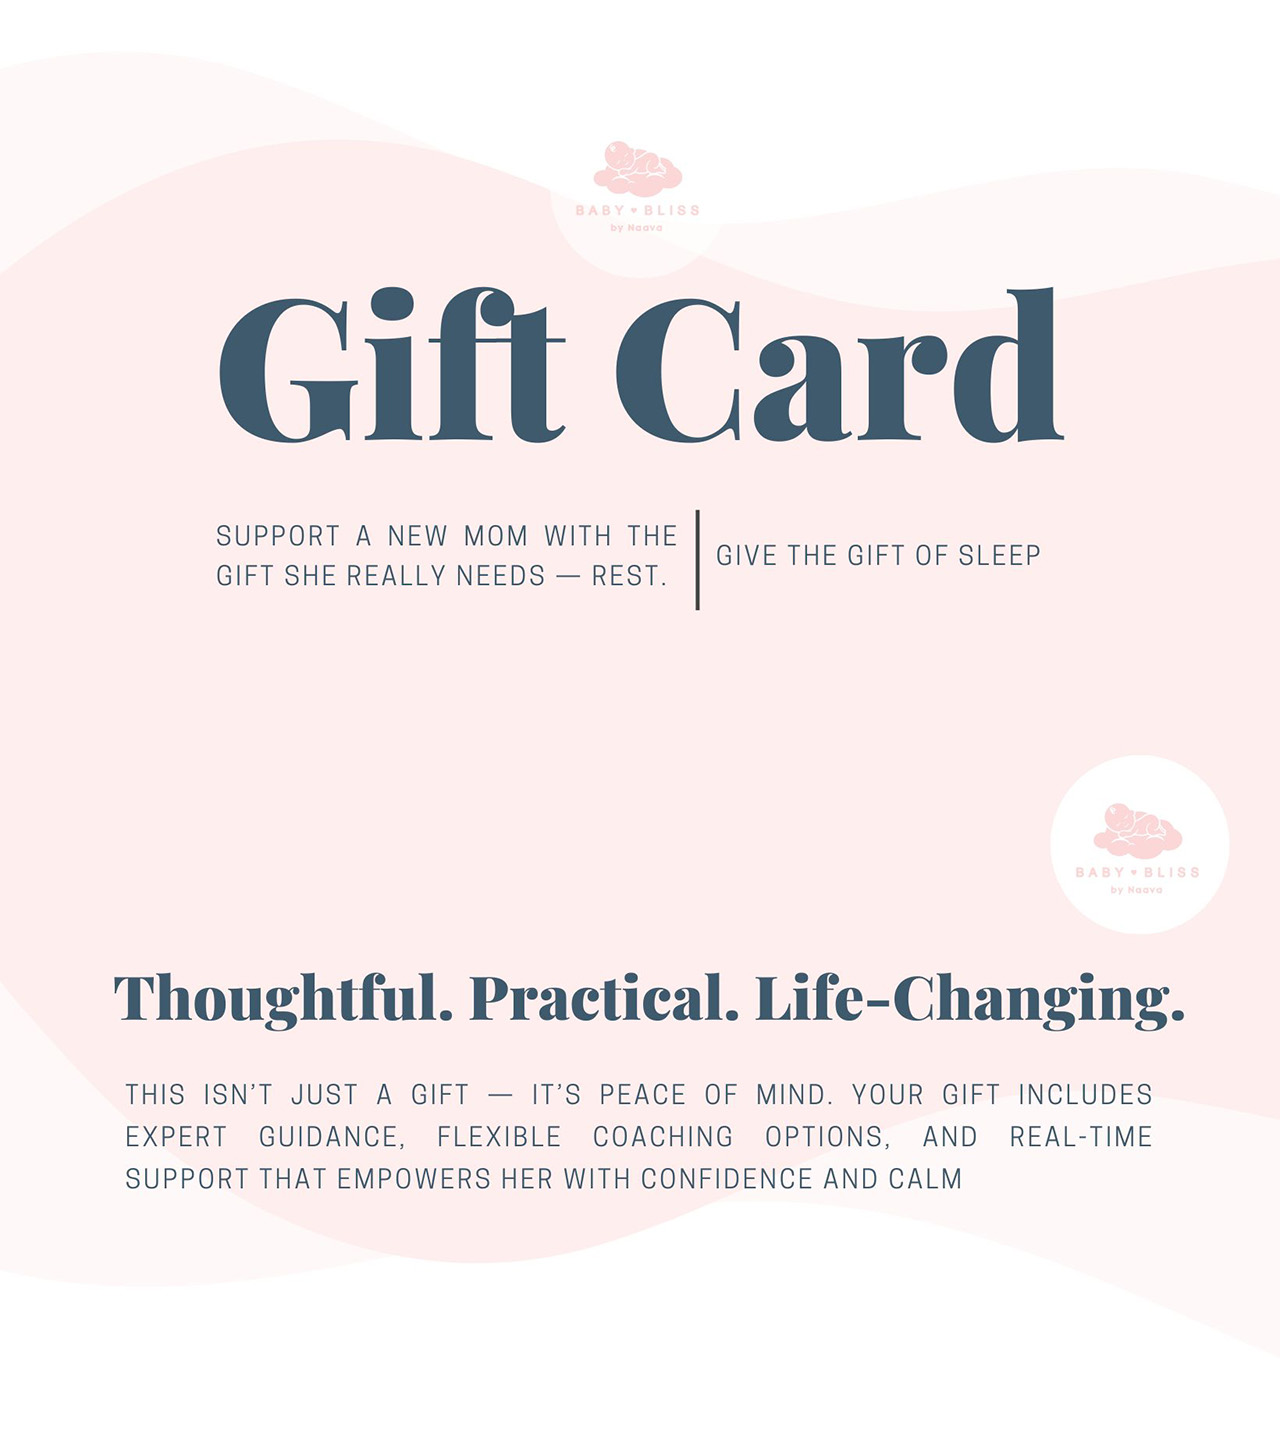 BABY ♥ BLISS
by Naava
Gift Card
SUPPORT A NEW MOM WITH THE
GIFT SHE REALLY NEEDS — REST.
GIVE THE GIFT OF SLEEP
BABY ♥ BLISS
by Naava
Thoughtful. Practical. Life-Changing.
THIS ISN’T JUST A GIFT — IT’S PEACE OF MIND. YOUR GIFT INCLUDES
EXPERT GUIDANCE, FLEXIBLE COACHING OPTIONS, AND REAL-TIME
SUPPORT THAT EMPOWERS HER WITH CONFIDENCE AND CALM